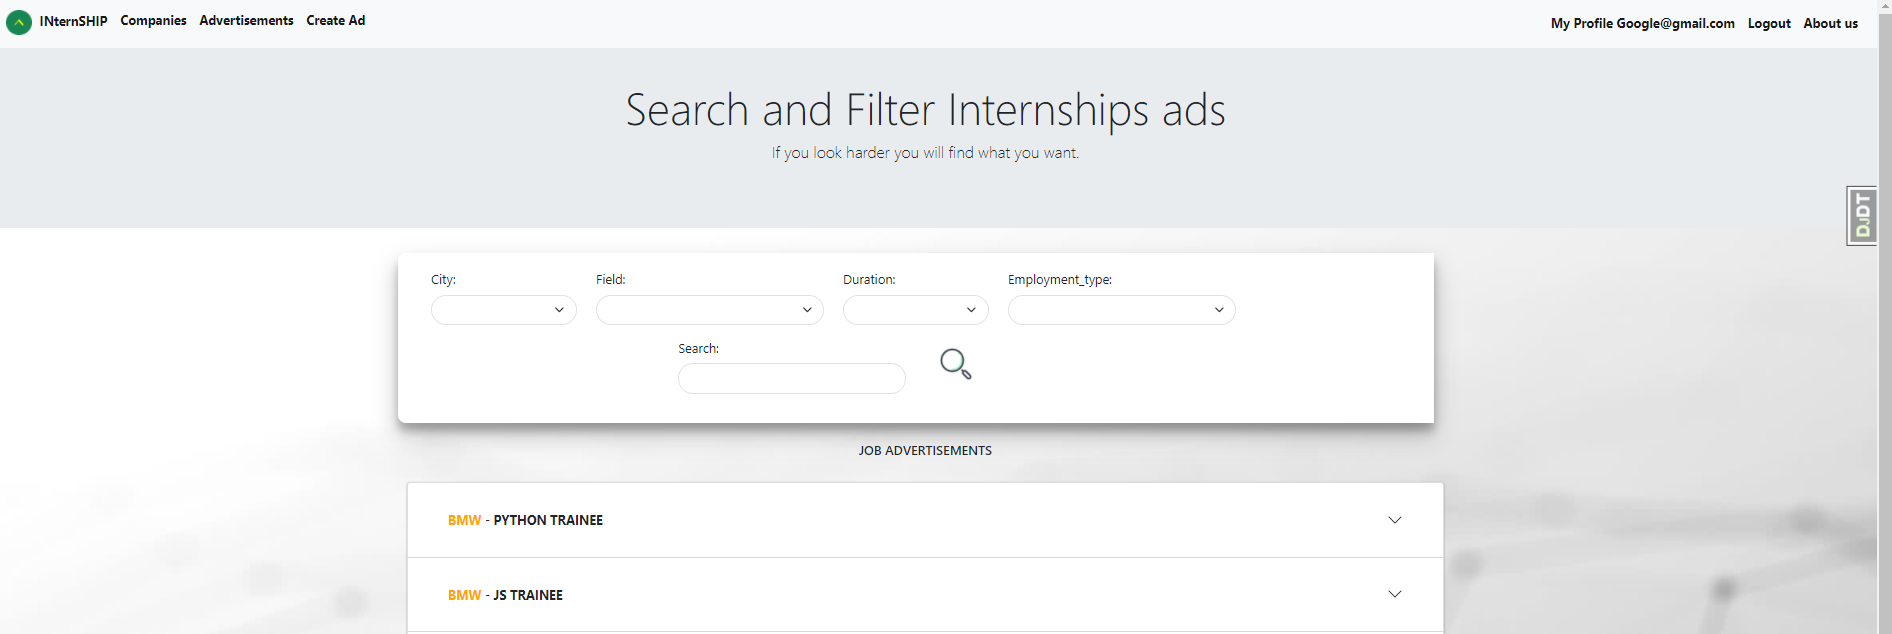 INternSHIP Companies Advertisements Create Ad My Profile Google@gmail.com Logout About us
Search and Filter Internships ads
If you look harder you will find what you want.
DJDT
City: Field: Duration: Employment_type:
Search:
JOB ADVERTISEMENTS
BMW - PYTHON TRAINEE
BMW - JS TRAINEE